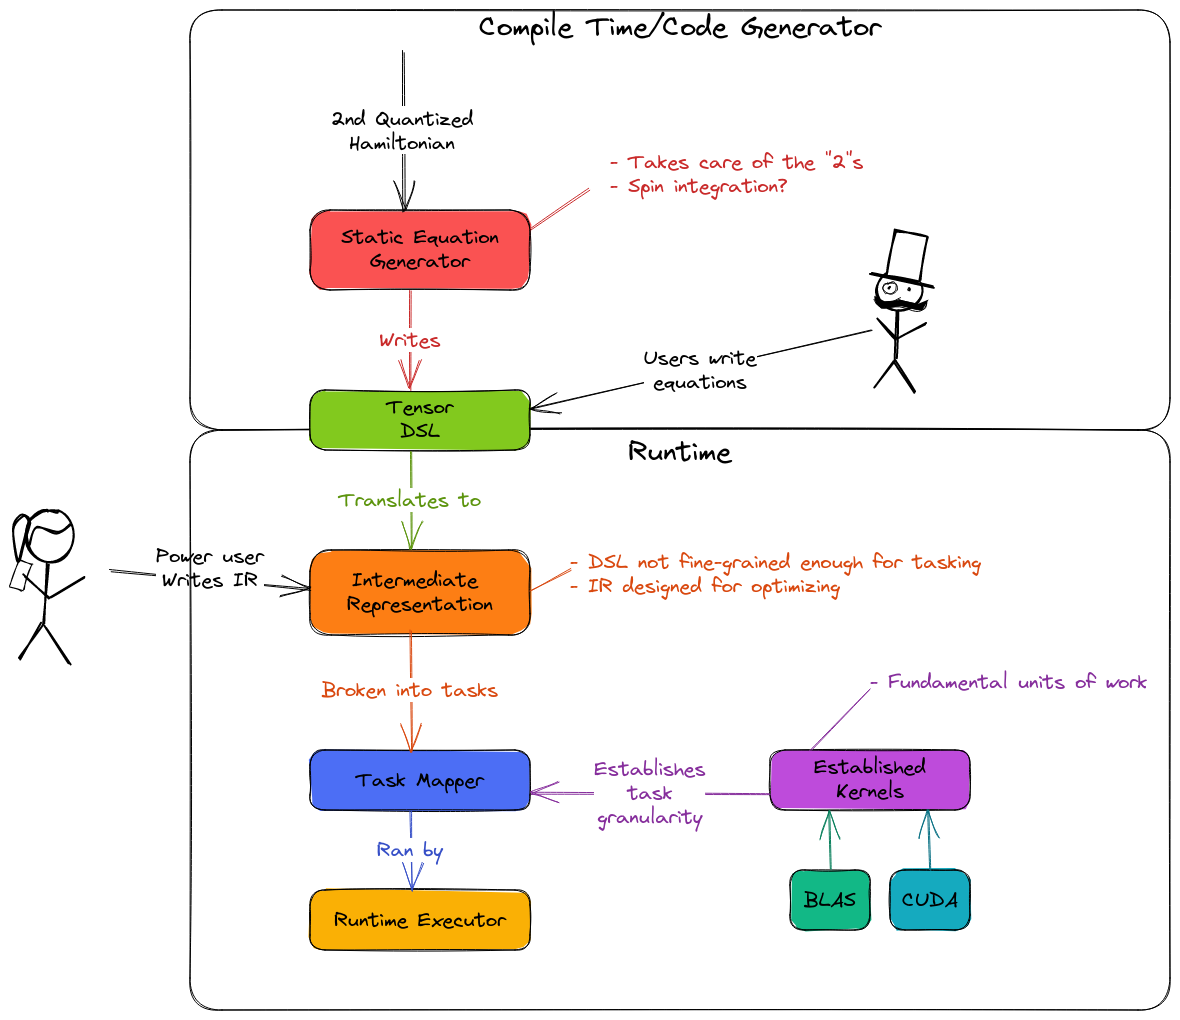 Compile Time/Code Generator
2nd Quantized
Hamiltonian
- Takes care of the "2"s
- Spin integration?
Static Equation
Generator
Writes
Users write
equations
Tensor
DSL
Runtime
Translates to
Power user
Writes IR
Intermediate
Representation
- DSL not fine-grained enough for tasking
- IR designed for optimizing
Broken into tasks
- Fundamental units of work
Task Mapper
Establishes
task
granularity
Established
Kernels
Ran by
BLAS
CUDA
Runtime Executor